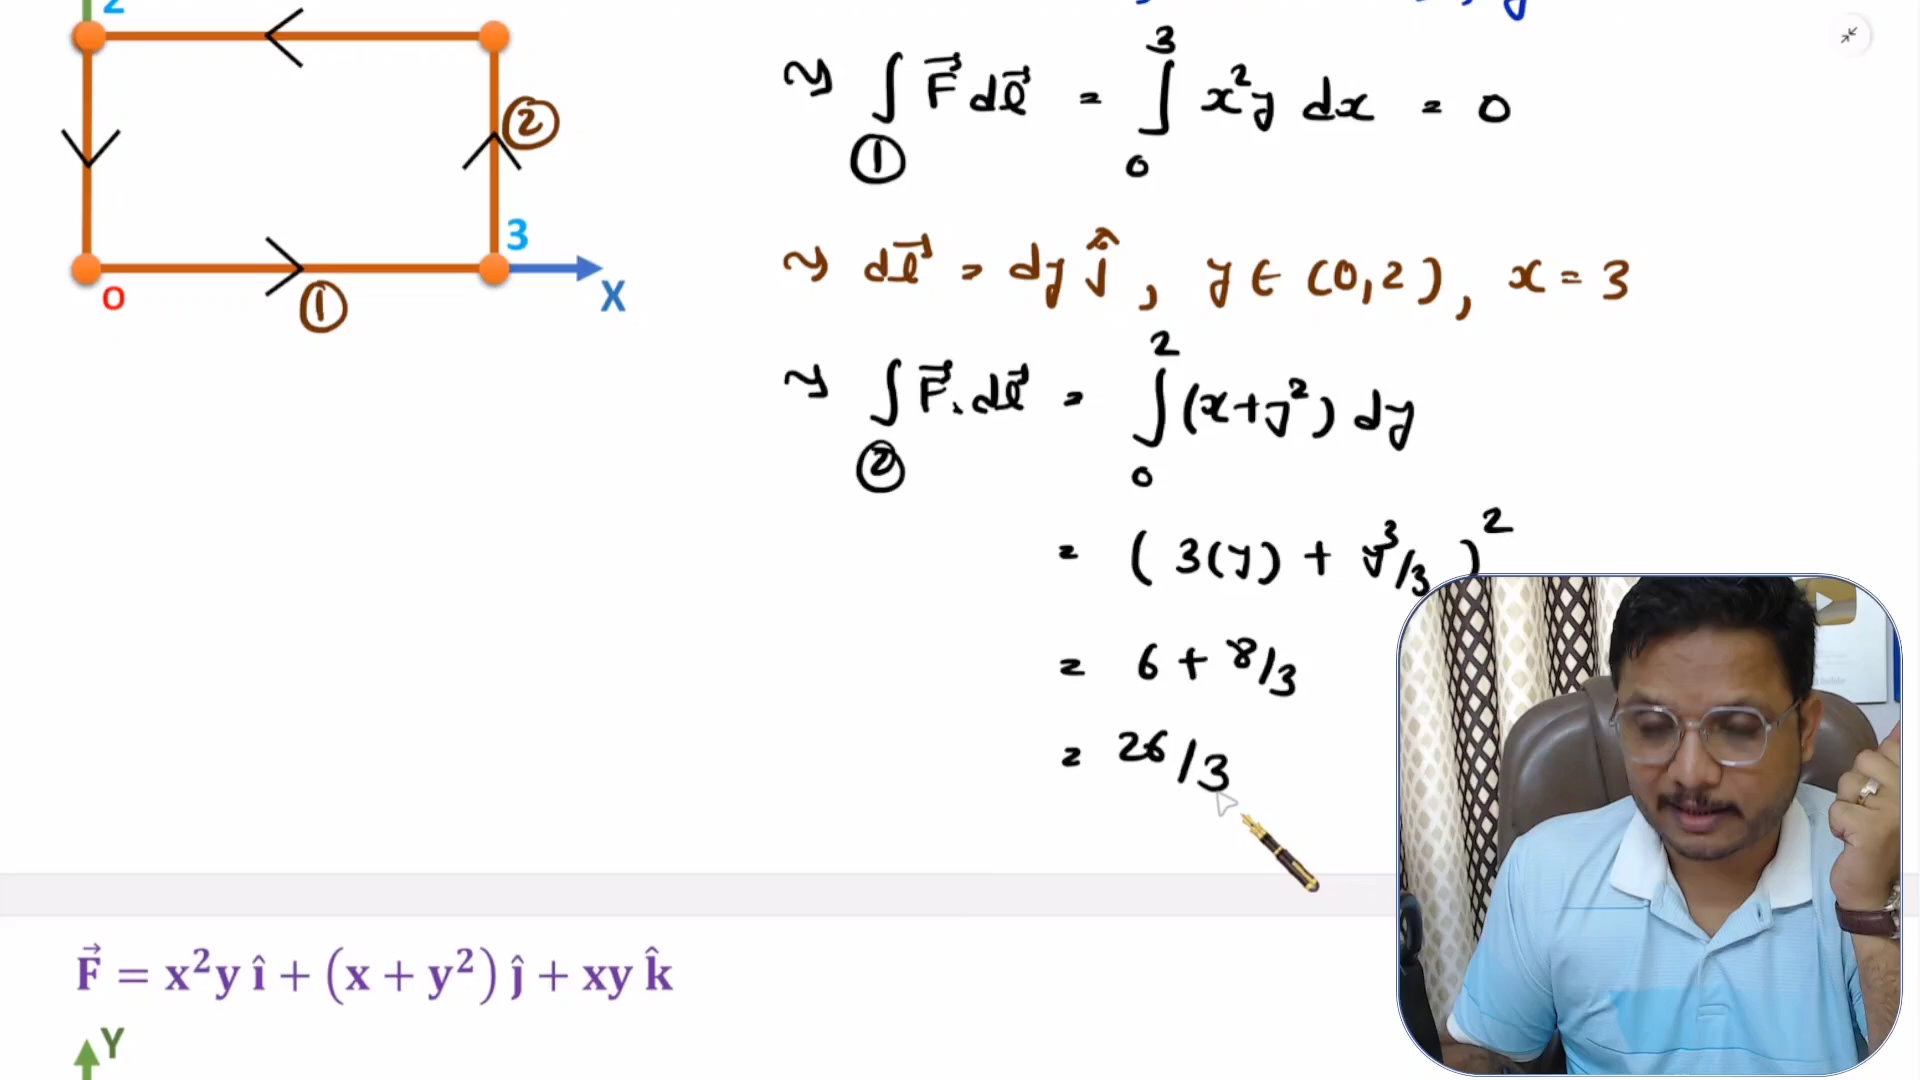 2
②
3
O
X
①
⇝ ∫① F⃗ dl⃗ = ∫₀³ x²y dx = 0
⇝ dl⃗ = dy ĵ, y ∈ (0,2), x = 3
⇝ ∫② F⃗. dl⃗ = ∫₀² (x+y²) dy
= ( 3(y) + y³/3 )²
= 6 + 8/3
= 26/3
F⃗ = x²y î + (x + y²) ĵ + xy k̂
Y